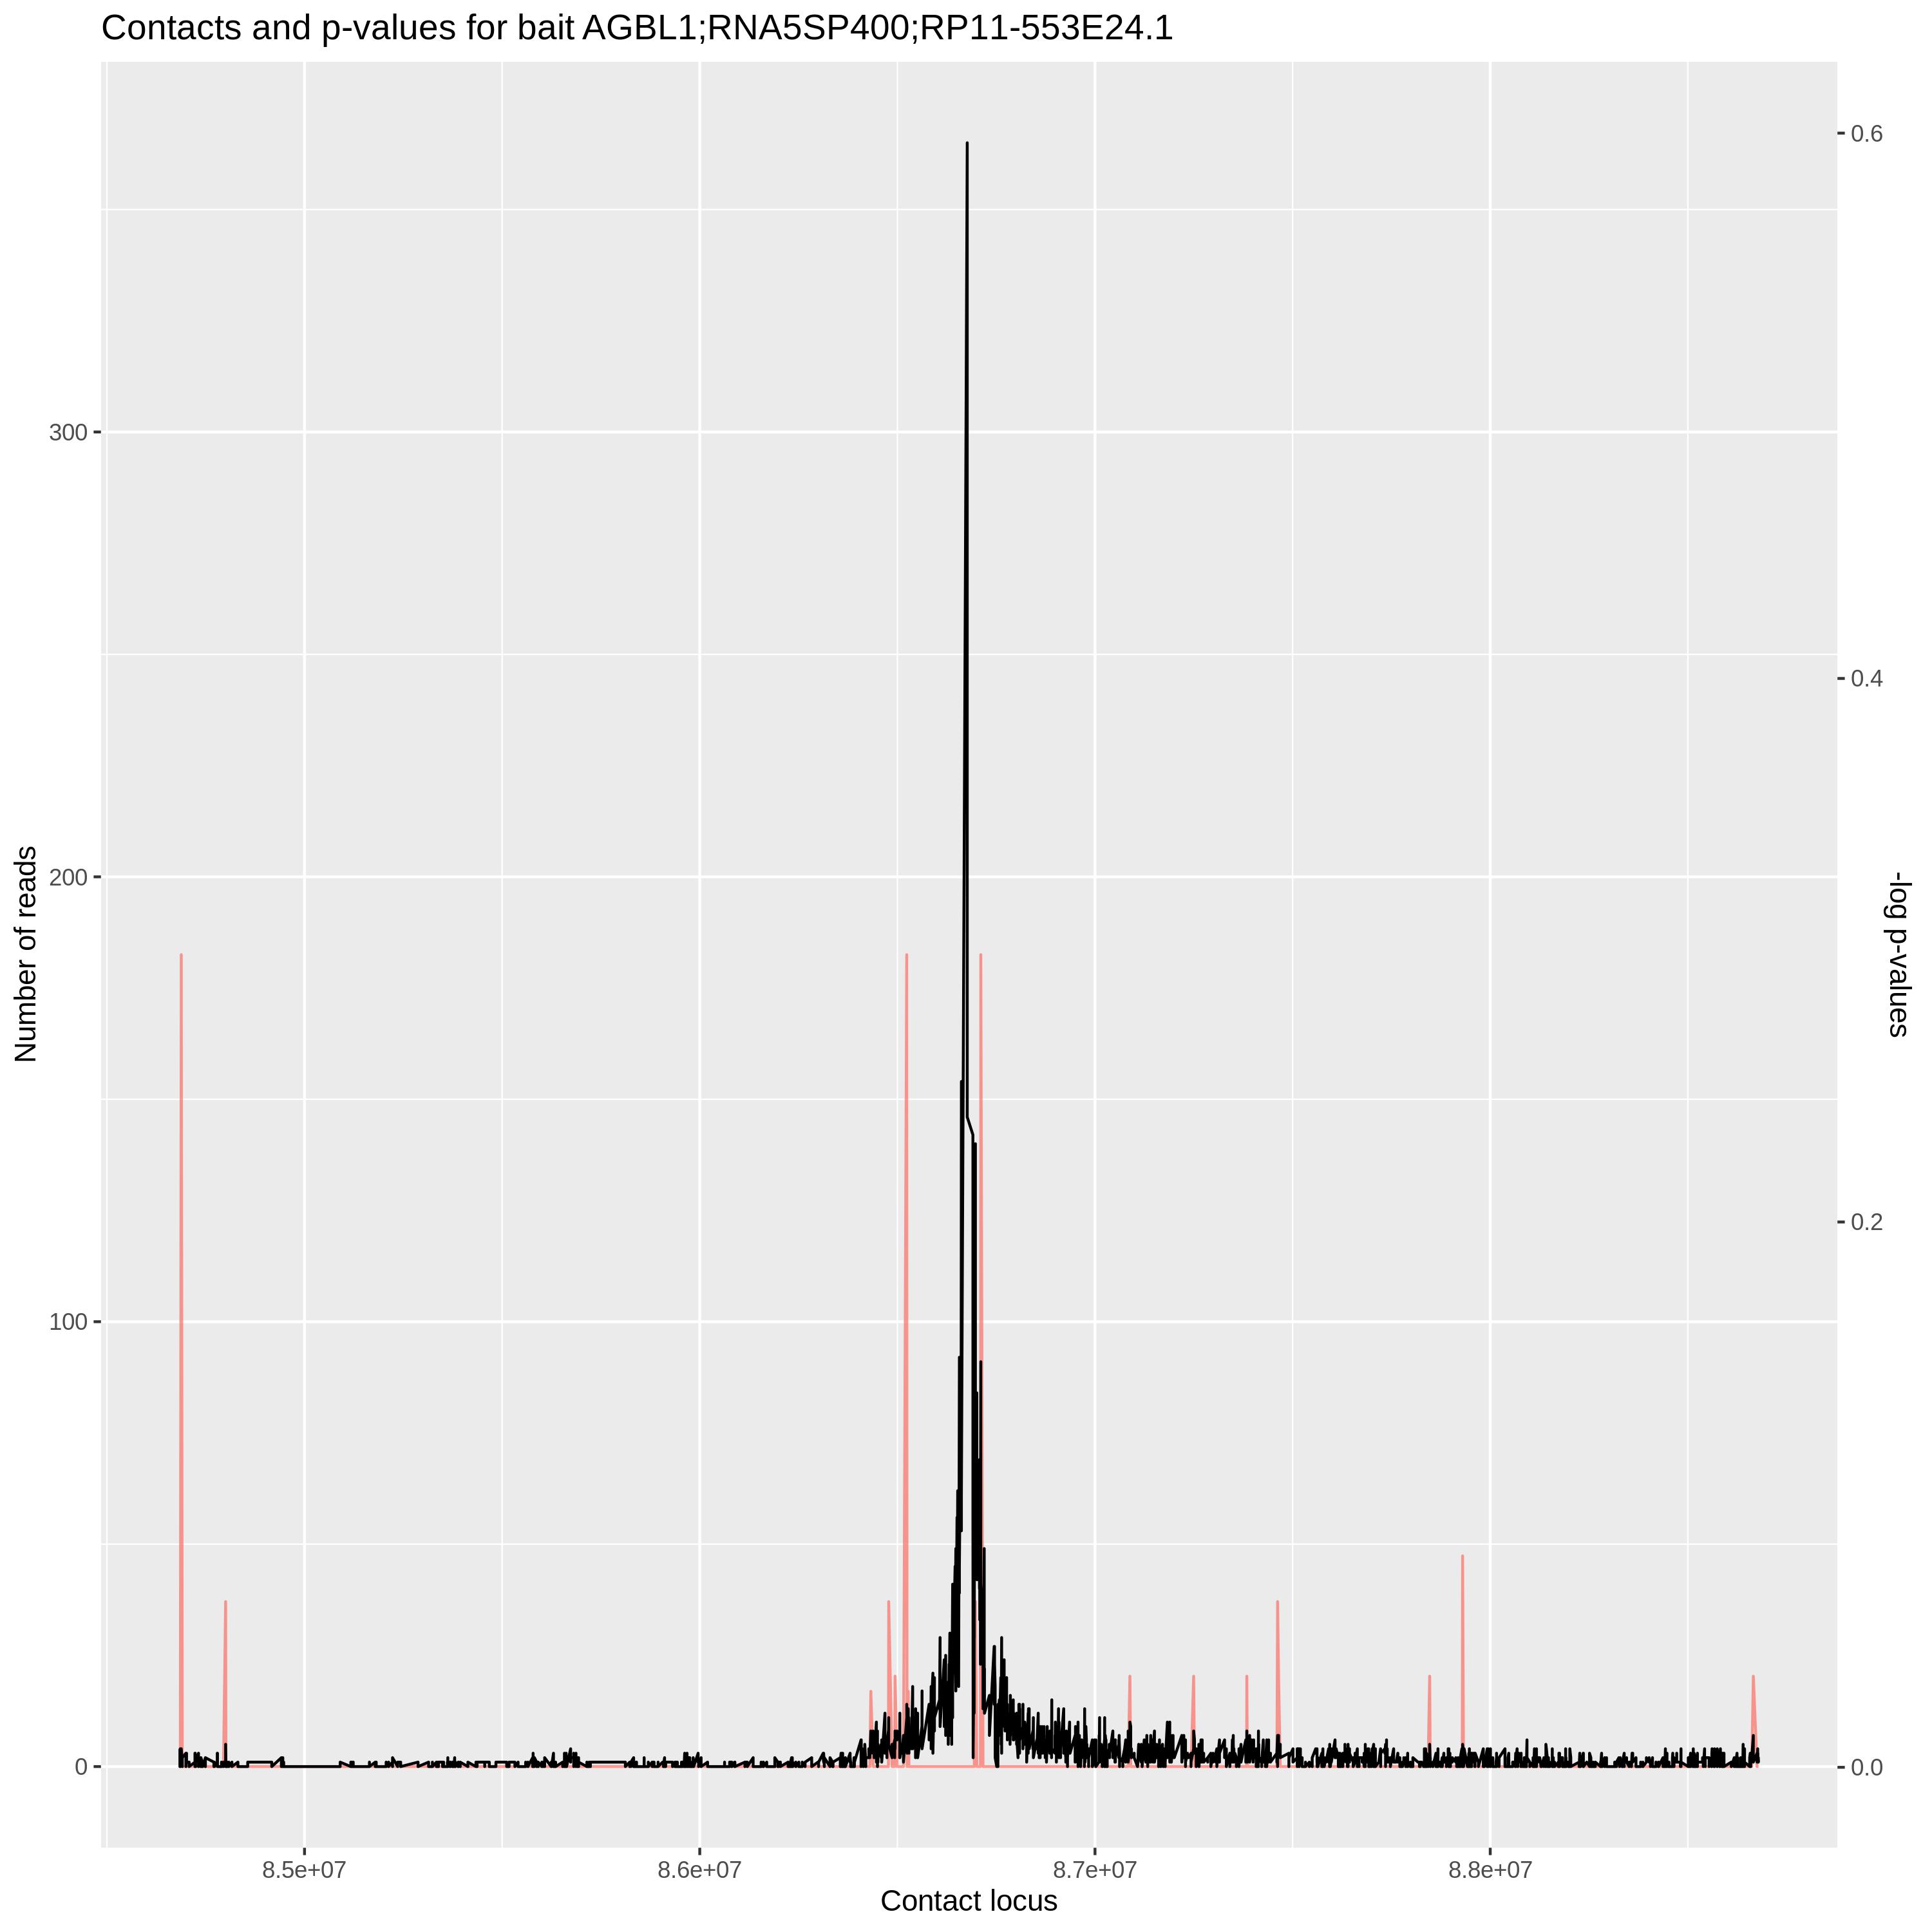 Contacts and p-values for bait AGBL1;RNA5SP400;RP11-553E24.1
Number of reads
300
200
100
0
0.6
0.4
0.2
0.0
-log p-values
8.5e+07 8.6e+07 8.7e+07 8.8e+07
Contact locus